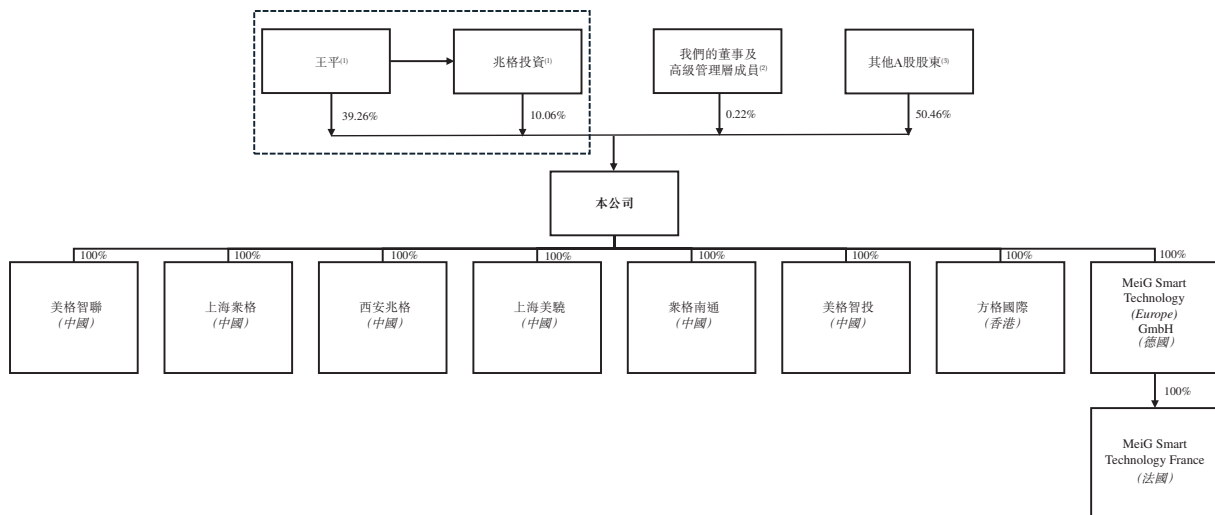 王平(1)
兆格投資(1)
我們的董事及
高級管理層成員(2)
其他A股股東(3)
39.26%
10.06%
0.22%
50.46%
本公司
100%
100%
100%
100%
100%
100%
100%
100%
美格智聯
(中國)
上海衆格
(中國)
西安兆格
(中國)
上海美驍
(中國)
衆格南通
(中國)
美格智投
(中國)
方格國際
(香港)
MeiG Smart
Technology
(Europe)
GmbH
(德國)
100%
MeiG Smart
Technology France
(法國)